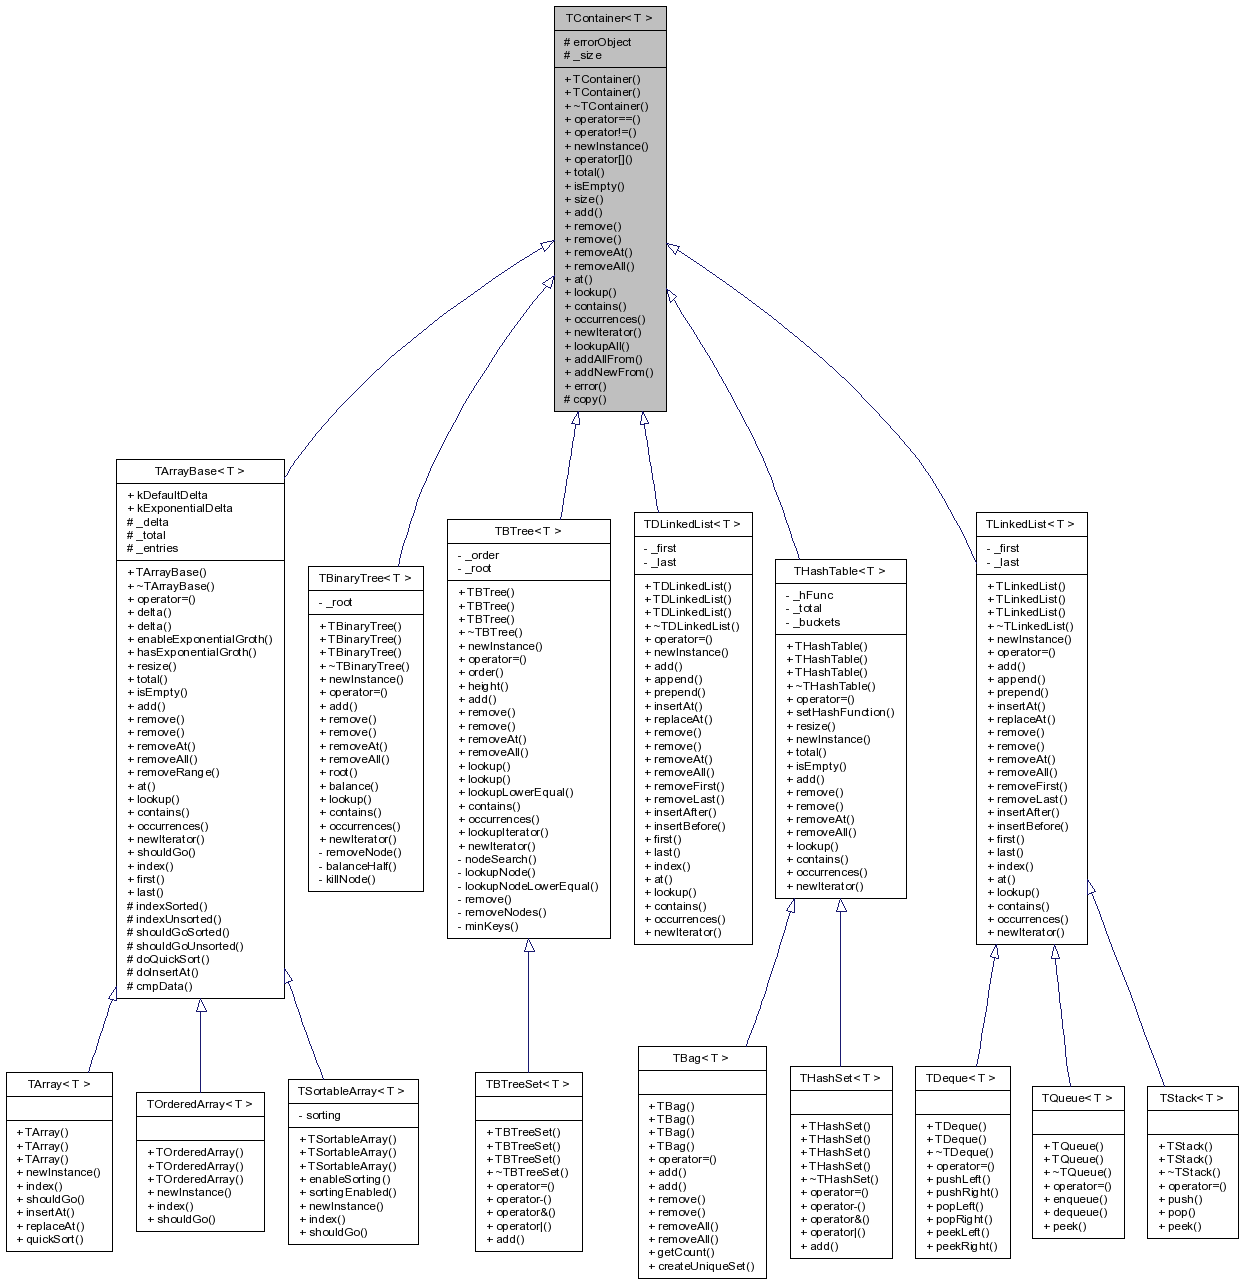 TContainer< T >
# errorObject
# _size
+ TContainer()
+ TContainer()
+ ~TContainer()
+ operator==()
+ operator!=()
+ newInstance()
+ operator[]()
+ total()
+ isEmpty()
+ size()
+ add()
+ remove()
+ remove()
+ removeAt()
+ removeAll()
+ at()
+ lookup()
+ contains()
+ occurrences()
+ newIterator()
+ lookupAll()
+ addAllFrom()
+ addNewFrom()
+ error()
# copy()
TArrayBase< T >
+ kDefaultDelta
+ kExponentialDelta
# _delta
# _total
# _entries
+ TArrayBase()
+ ~TArrayBase()
+ operator=()
+ delta()
+ delta()
+ enableExponentialGroth()
+ hasExponentialGroth()
+ resize()
+ total()
+ isEmpty()
+ add()
+ remove()
+ remove()
+ removeAt()
+ removeAll()
+ removeRange()
+ at()
+ lookup()
+ contains()
+ occurrences()
+ newIterator()
+ shouldGo()
+ index()
+ first()
+ last()
# indexSorted()
# indexUnsorted()
# shouldGoSorted()
# shouldGoUnsorted()
# doQuickSort()
# doInsertAt()
# cmpData()
TBinaryTree< T >
- _root
+ TBinaryTree()
+ TBinaryTree()
+ TBinaryTree()
+ ~TBinaryTree()
+ newInstance()
+ operator=()
+ add()
+ remove()
+ remove()
+ removeAt()
+ removeAll()
+ root()
+ balance()
+ lookup()
+ contains()
+ occurrences()
+ newIterator()
- removeNode()
- balanceHalf()
- killNode()
TBTree< T >
- _order
- _root
+ TBTree()
+ TBTree()
+ TBTree()
+ ~TBTree()
+ newInstance()
+ operator=()
+ order()
+ height()
+ add()
+ remove()
+ remove()
+ removeAt()
+ removeAll()
+ lookup()
+ lookup()
+ lookupLowerEqual()
+ contains()
+ occurrences()
+ lookupIterator()
+ newIterator()
- nodeSearch()
- lookupNode()
- lookupNodeLowerEqual()
- remove()
- removeNodes()
- minKeys()
TDLinkedList< T >
- _first
- _last
+ TDLinkedList()
+ TDLinkedList()
+ TDLinkedList()
+ ~TDLinkedList()
+ operator=()
+ newInstance()
+ add()
+ append()
+ prepend()
+ insertAt()
+ replaceAt()
+ remove()
+ remove()
+ removeAt()
+ removeAll()
+ removeFirst()
+ removeLast()
+ insertAfter()
+ insertBefore()
+ first()
+ last()
+ index()
+ at()
+ lookup()
+ contains()
+ occurrences()
+ newIterator()
THashTable< T >
- _hFunc
- _total
- _buckets
+ THashTable()
+ THashTable()
+ THashTable()
+ ~THashTable()
+ operator=()
+ setHashFunction()
+ resize()
+ newInstance()
+ total()
+ isEmpty()
+ add()
+ remove()
+ remove()
+ removeAt()
+ removeAll()
+ lookup()
+ contains()
+ occurrences()
+ newIterator()
TLinkedList< T >
- _first
- _last
+ TLinkedList()
+ TLinkedList()
+ TLinkedList()
+ ~TLinkedList()
+ newInstance()
+ operator=()
+ add()
+ append()
+ prepend()
+ insertAt()
+ replaceAt()
+ remove()
+ remove()
+ removeAt()
+ removeAll()
+ removeFirst()
+ removeLast()
+ insertAfter()
+ insertBefore()
+ first()
+ last()
+ index()
+ at()
+ lookup()
+ contains()
+ occurrences()
+ newIterator()
TArray< T >
+ TArray()
+ TArray()
+ TArray()
+ newInstance()
+ index()
+ shouldGo()
+ insertAt()
+ replaceAt()
+ quickSort()
TOrderedArray< T >
+ TOrderedArray()
+ TOrderedArray()
+ TOrderedArray()
+ newInstance()
+ index()
+ shouldGo()
TSortableArray< T >
- sorting
+ TSortableArray()
+ TSortableArray()
+ TSortableArray()
+ enableSorting()
+ sortingEnabled()
+ newInstance()
+ index()
+ shouldGo()
TBTreeSet< T >
+ TBTreeSet()
+ TBTreeSet()
+ TBTreeSet()
+ ~TBTreeSet()
+ operator=()
+ operator-()
+ operator&()
+ operator|()
+ add()
TBag< T >
+ TBag()
+ TBag()
+ TBag()
+ TBag()
+ operator=()
+ add()
+ add()
+ remove()
+ remove()
+ removeAll()
+ removeAll()
+ getCount()
+ createUniqueSet()
THashSet< T >
+ THashSet()
+ THashSet()
+ THashSet()
+ THashSet()
+ ~THashSet()
+ operator=()
+ operator-()
+ operator&()
+ operator|()
+ add()
TDeque< T >
+ TDeque()
+ TDeque()
+ ~TDeque()
+ operator=()
+ pushLeft()
+ pushRight()
+ popLeft()
+ popRight()
+ peekLeft()
+ peekRight()
TQueue< T >
+ TQueue()
+ TQueue()
+ ~TQueue()
+ operator=()
+ enqueue()
+ dequeue()
+ peek()
TStack< T >
+ TStack()
+ TStack()
+ ~TStack()
+ operator=()
+ push()
+ pop()
+ peek()